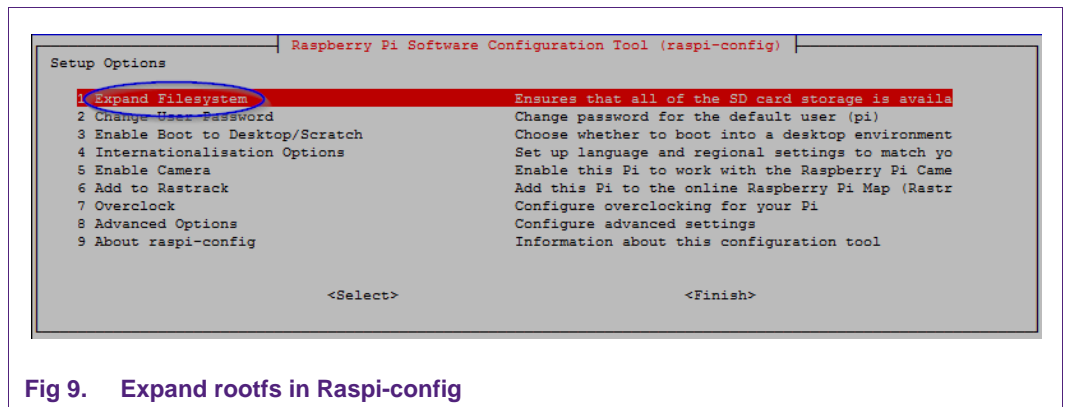 Raspberry Pi Software Configuration Tool (raspi-config)
Setup Options
1 Expand Filesystem Ensures that all of the SD card storage is availa
2 Change User Password Change password for the default user (pi)
3 Enable Boot to Desktop/Scratch Choose whether to boot into a desktop environment
4 Internationalisation Options Set up language and regional settings to match yo
5 Enable Camera Enable this Pi to work with the Raspberry Pi Came
6 Add to Rastrack Add this Pi to the online Raspberry Pi Map (Rastr
7 Overclock Configure overclocking for your Pi
8 Advanced Options Configure advanced settings
9 About raspi-config Information about this configuration tool
<Select> <Finish>
Fig 9. Expand rootfs in Raspi-config